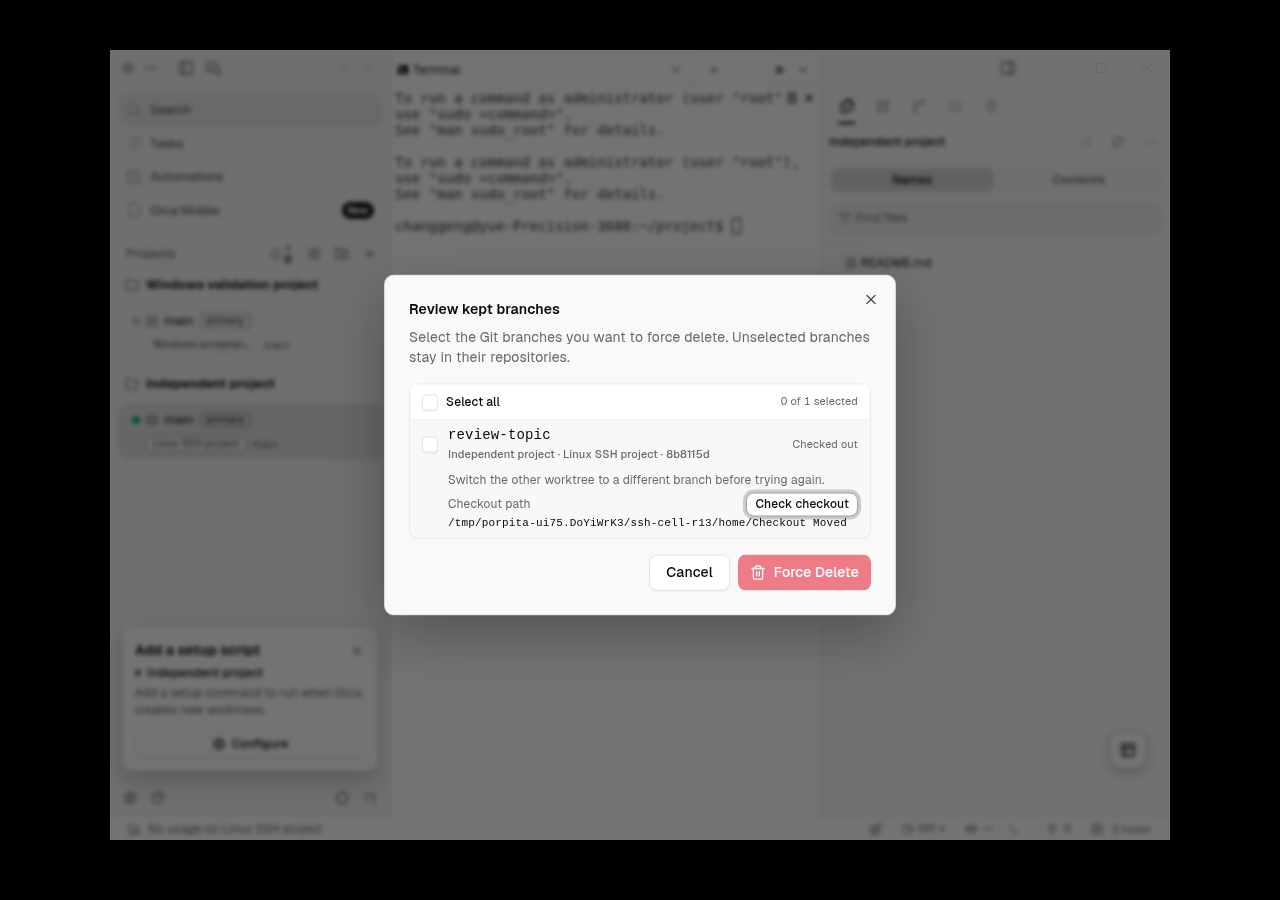 Terminal
Search
Tasks
Automations
Orca Mobile
New
Projects
Windows validation project
main primary
main
Independent project
main primary
Linux SSH project
To run a command as administrator (user "root"
use "sudo <command>".
See "man sudo_root" for details.
To run a command as administrator (user "root"),
use "sudo <command>".
See "man sudo_root" for details.
changgeng@yue-Precision-3680:~/project$
Independent project
Names
Contents
Find files
README.md
Review kept branches
Select the Git branches you want to force delete. Unselected branches
stay in their repositories.
Select all
0 of 1 selected
review-topic
Checked out
Independent project · Linux SSH project · 8b8115d
Switch the other worktree to a different branch before trying again.
Checkout path
Check checkout
/tmp/porpita-ui75.DoYiWrK3/ssh-cell-r13/home/Checkout Moved
Cancel
Force Delete
Add a setup script
Independent project
Add a setup command to run when Orca
creates new worktrees.
Configure
No usage on Linux SSH project
Off
2 hosts